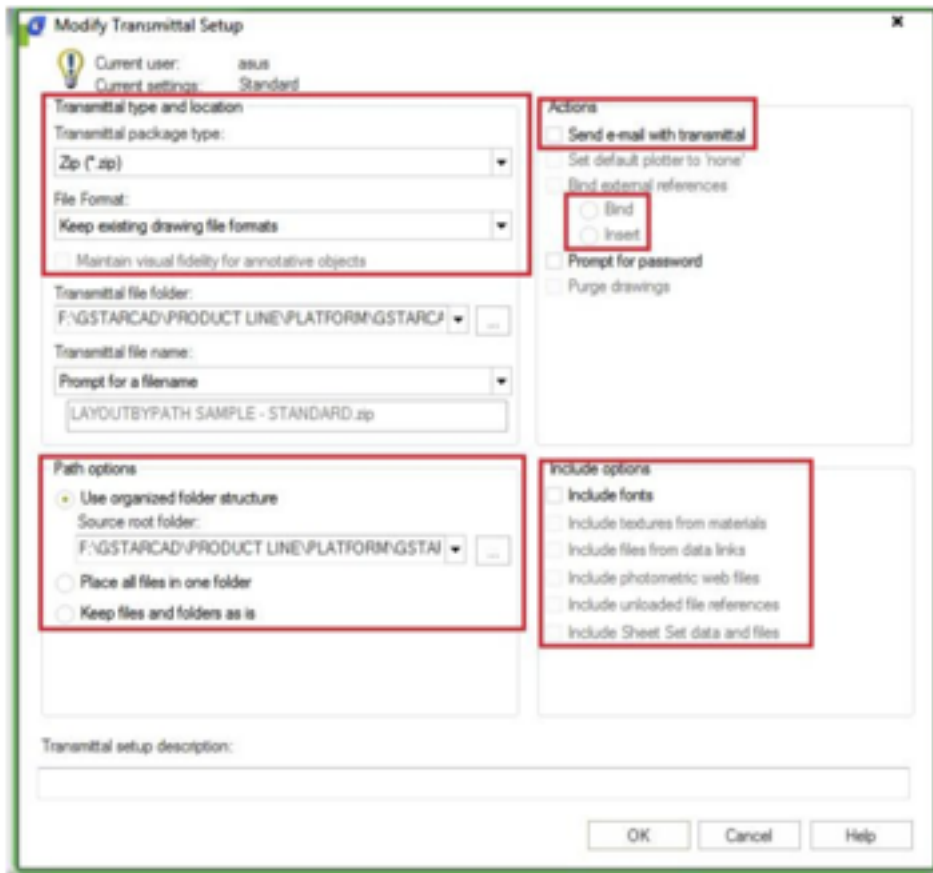 Modify Transmittal Setup
Current user: asus
Current settings: Standard
Transmittal type and location
Transmittal package type:
Zip (*.zip)
File Format:
Keep existing drawing file formats
Maintain visual fidelity for annotative objects
Transmittal file folder:
F:\GSTARCAD\PRODUCT LINE\PLATFORM\GSTARCA
...
Transmittal file name:
Prompt for a filename
LAYOUTBYPATH SAMPLE - STANDARD.zip
Path options
Use organized folder structure
Source root folder:
F:\GSTARCAD\PRODUCT LINE\PLATFORM\GSTAI
...
Place all files in one folder
Keep files and folders as is
Actions
Send e-mail with transmittal
Set default plotter to 'none'
Bind external references
Bind
Insert
Prompt for password
Purge drawings
Include options
Include fonts
Include textures from materials
Include files from data links
Include photometric web files
Include unloaded file references
Include Sheet Set data and files
Transmittal setup description:
OK Cancel Help